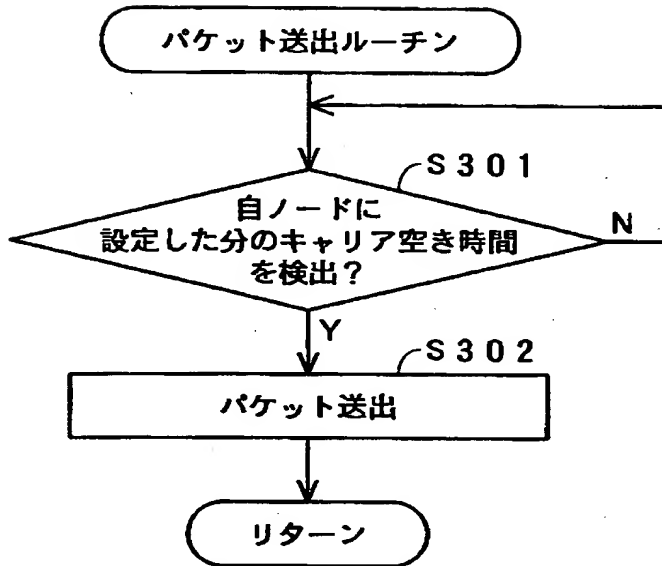 パケット送出ルーチン
S301
自ノードに
設定した分のキャリア空き時間
を検出？
N
Y
S302
パケット送出
リターン